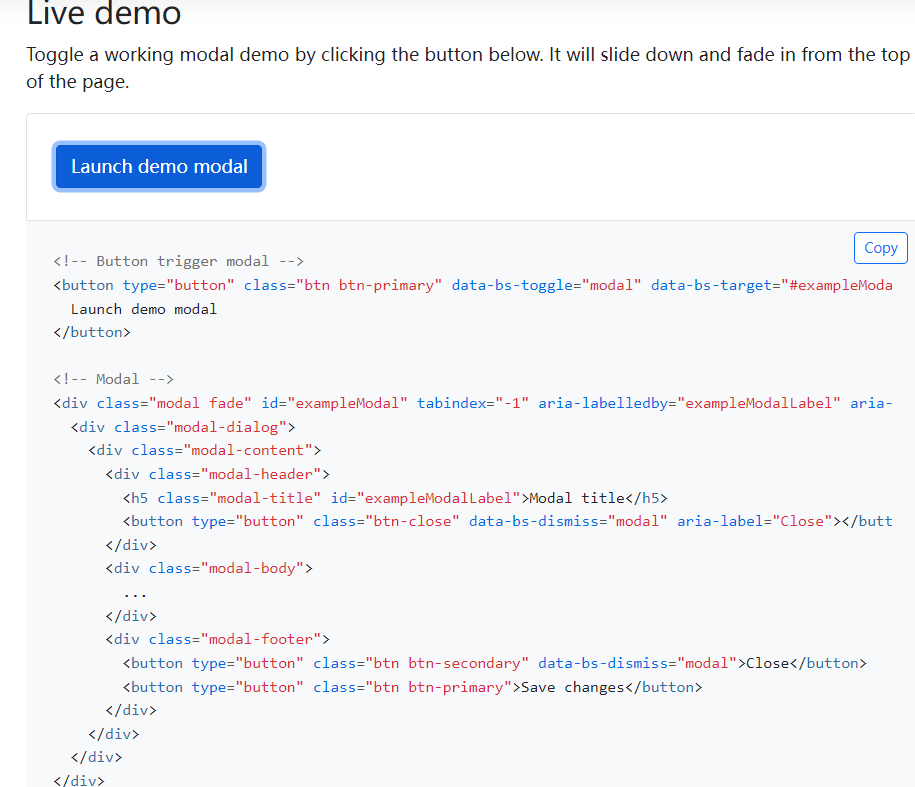 Live demo
Toggle a working modal demo by clicking the button below. It will slide down and fade in from the top
of the page.
Launch demo modal
Copy
<!-- Button trigger modal -->
<button type="button" class="btn btn-primary" data-bs-toggle="modal" data-bs-target="#exampleModa
  Launch demo modal
</button>
<!-- Modal -->
<div class="modal fade" id="exampleModal" tabindex="-1" aria-labelledby="exampleModalLabel" aria-
  <div class="modal-dialog">
    <div class="modal-content">
      <div class="modal-header">
        <h5 class="modal-title" id="exampleModalLabel">Modal title</h5>
        <button type="button" class="btn-close" data-bs-dismiss="modal" aria-label="Close"></butt
      </div>
      <div class="modal-body">
        ...
      </div>
      <div class="modal-footer">
        <button type="button" class="btn btn-secondary" data-bs-dismiss="modal">Close</button>
        <button type="button" class="btn btn-primary">Save changes</button>
      </div>
    </div>
  </div>
</div>